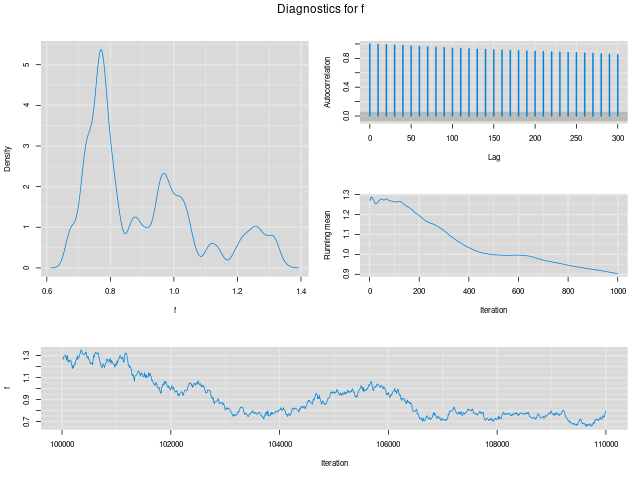 Diagnostics for f
Density
5
4
3
2
1
0
0.6 0.8 1.0 1.2 1.4
f
Autocorrelation
0.8
0.4
0.0
0 50 100 150 200 250 300
Lag
Running mean
1.3
1.2
1.1
1.0
0.9
0 200 400 600 800 1000
Iteration
f
1.3
1.1
0.9
0.7
100000 102000 104000 106000 108000 110000
Iteration